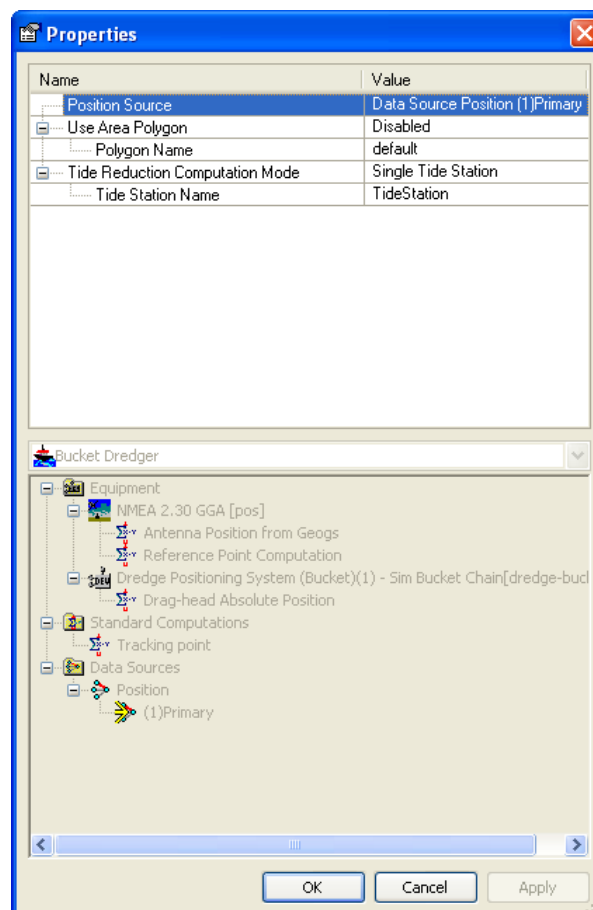 Properties
Name Value
Position Source Data Source Position (1)Primary
Use Area Polygon Disabled
Polygon Name default
Tide Reduction Computation Mode Single Tide Station
Tide Station Name TideStation
Bucket Dredger
Equipment
NMEA 2.30 GGA [pos]
Antenna Position from Geogs
Reference Point Computation
Dredge Positioning System (Bucket)(1) - Sim Bucket Chain[dredge-bucl
Drag-head Absolute Position
Standard Computations
Tracking point
Data Sources
Position
(1)Primary
OK Cancel Apply